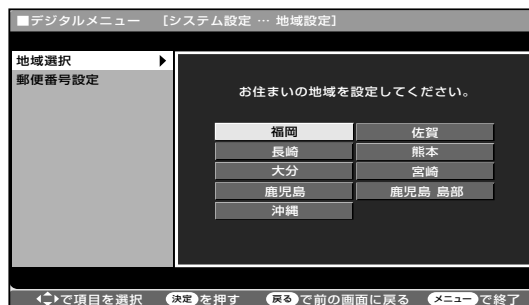 ■デジタルメニュー [システム設定 … 地域設定]
地域選択
郵便番号設定
お住まいの地域を設定してください。
福岡 佐賀
長崎 熊本
大分 宮崎
鹿児島 鹿児島 島部
沖縄
で項目を選択 決定を押す 戻るで前の画面に戻る メニューで終了